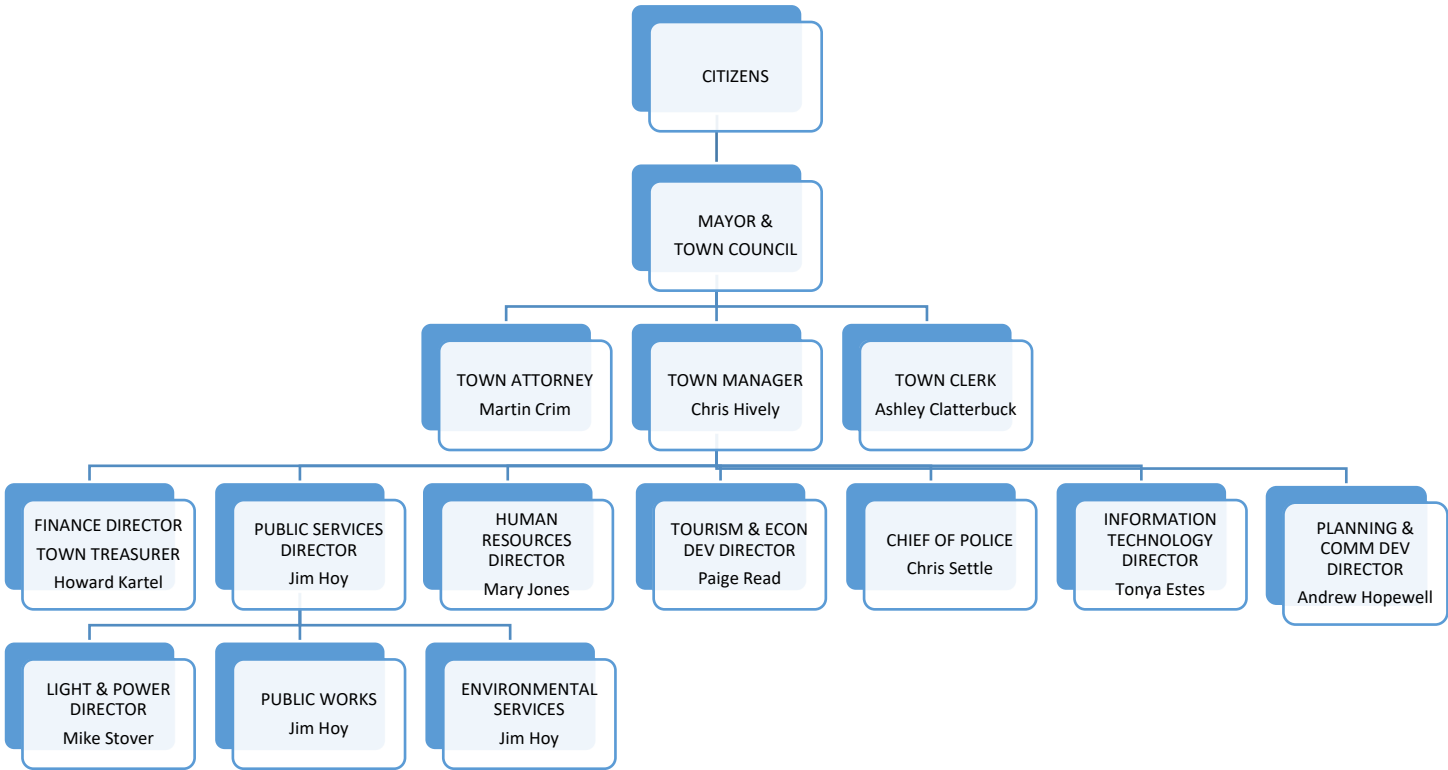 CITIZENS
MAYOR &
TOWN COUNCIL
TOWN ATTORNEY
Martin Crim
TOWN MANAGER
Chris Hively
TOWN CLERK
Ashley Clatterbuck
FINANCE DIRECTOR
TOWN TREASURER
Howard Kartel
PUBLIC SERVICES
DIRECTOR
Jim Hoy
HUMAN
RESOURCES
DIRECTOR
Mary Jones
TOURISM & ECON
DEV DIRECTOR
Paige Read
CHIEF OF POLICE
Chris Settle
INFORMATION
TECHNOLOGY
DIRECTOR
Tonya Estes
PLANNING &
COMM DEV
DIRECTOR
Andrew Hopewell
LIGHT & POWER
DIRECTOR
Mike Stover
PUBLIC WORKS
Jim Hoy
ENVIRONMENTAL
SERVICES
Jim Hoy